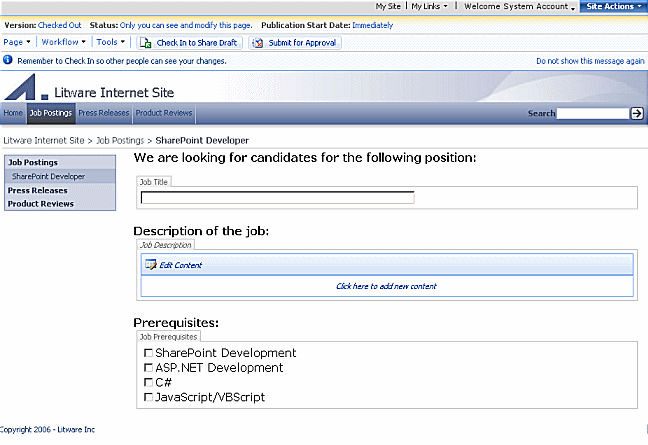 My Site | My Links | Welcome System Account Site Actions
Version: Checked Out Status: Only you can see and modify this page. Publication Start Date: Immediately
Page Workflow Tools Check In to Share Draft Submit for Approval
Remember to Check In so other people can see your changes. Do not show this message again
Litware Internet Site
Home Job Postings Press Releases Product Reviews Search
Litware Internet Site > Job Postings > SharePoint Developer
Job Postings
SharePoint Developer
Press Releases
Product Reviews
We are looking for candidates for the following position:
Job Title
Description of the job:
Job Description
Edit Content
Click here to add new content
Prerequisites:
Job Prerequisites
SharePoint Development
ASP.NET Development
C#
JavaScript/VBScript
Copyright 2006 - Litware Inc